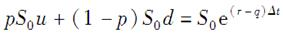 pS₀u + (1 − p)S₀d = S₀e^{(r−q)Δt}